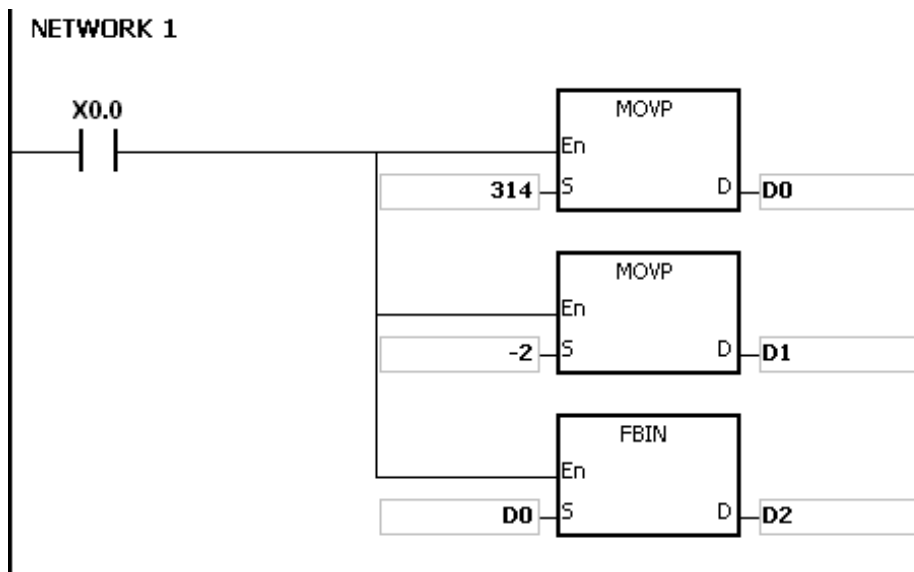 NETWORK 1
X0.0
MOVP
En
314 S D D0
MOVP
En
-2 S D D1
FBIN
En
D0 S D D2